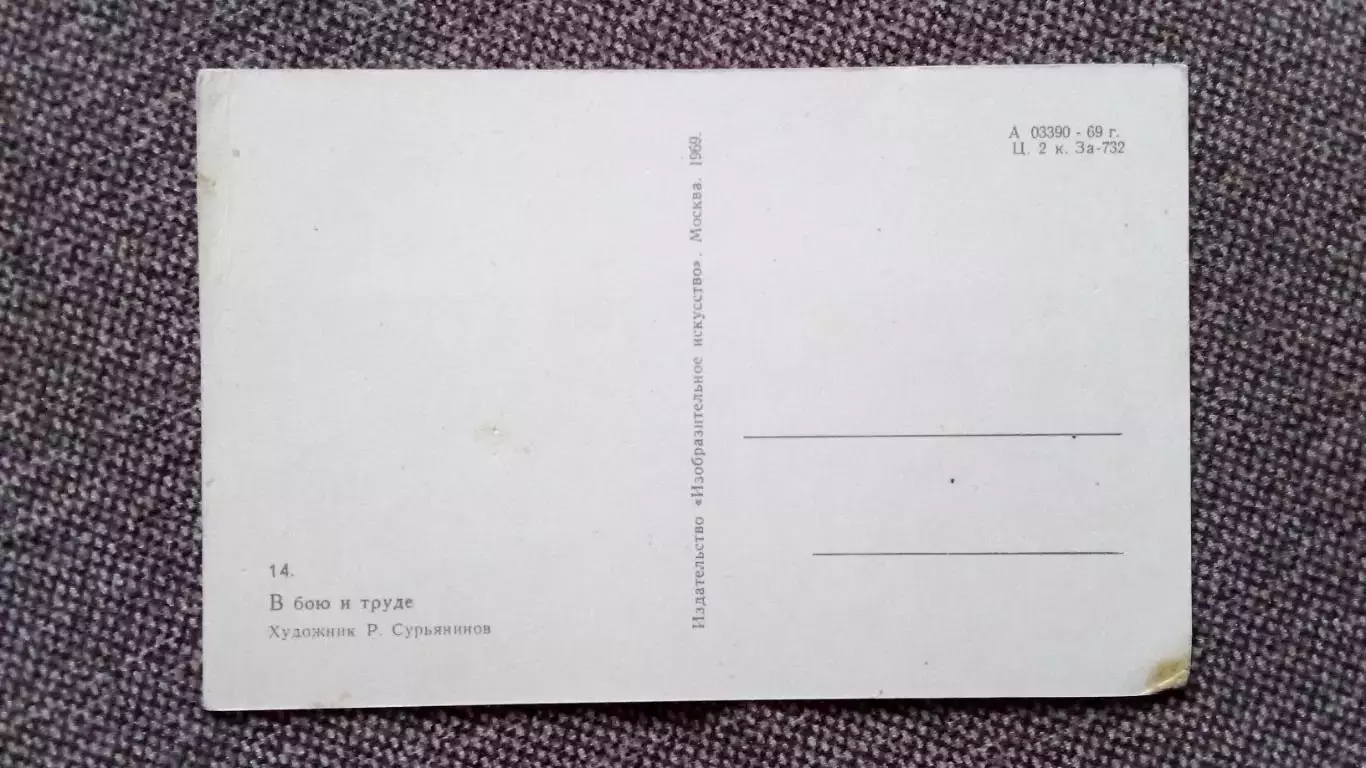 А 03390 - 69 г.
Ц. 2 к. За-732
Издательство «Изобразительное искусство». Москва. 1969.
14.
В бою и труде
Художник Р. Сурьянинов